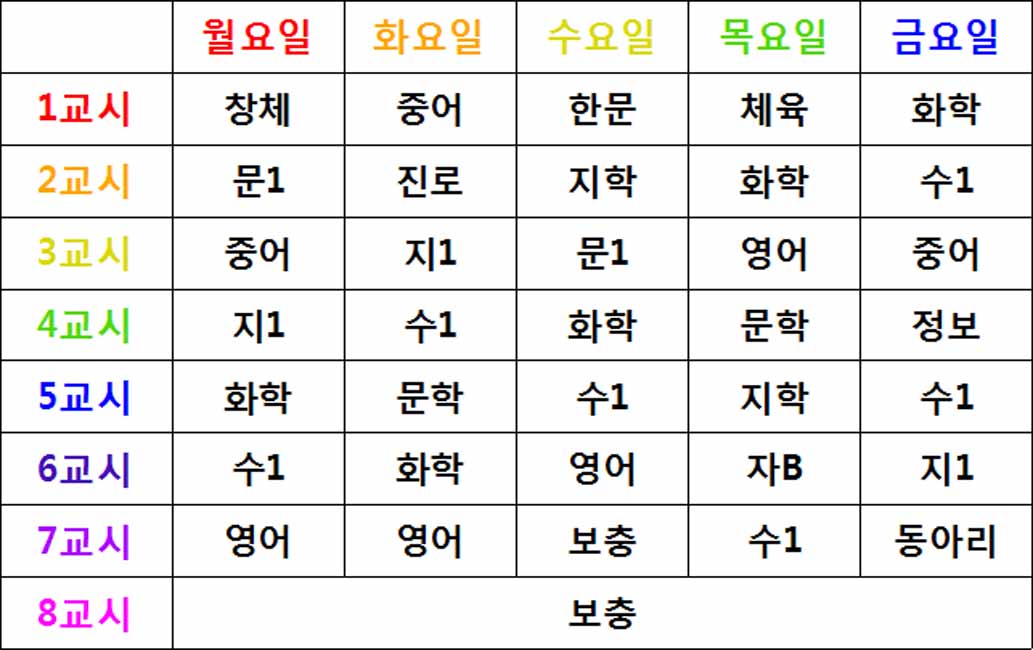 월요일 화요일 수요일 목요일 금요일
1교시 창체 중어 한문 체육 화학
2교시 문1 진로 지학 화학 수1
3교시 중어 지1 문1 영어 중어
4교시 지1 수1 화학 문학 정보
5교시 화학 문학 수1 지학 수1
6교시 수1 화학 영어 자B 지1
7교시 영어 영어 보충 수1 동아리
8교시 보충